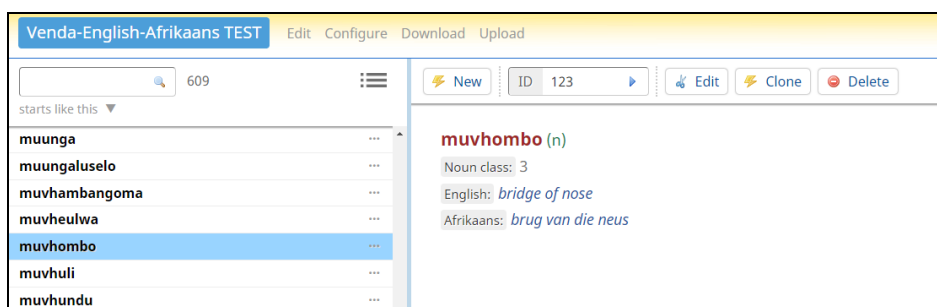 Venda-English-Afrikaans TEST Edit Configure Download Upload
609
starts like this ▼
muunga
muungaluselo
muvhambangoma
muvheulwa
muvhombo
muvhuli
muvhundu
New ID 123 Edit Clone Delete
muvhombo (n)
Noun class: 3
English: bridge of nose
Afrikaans: brug van die neus